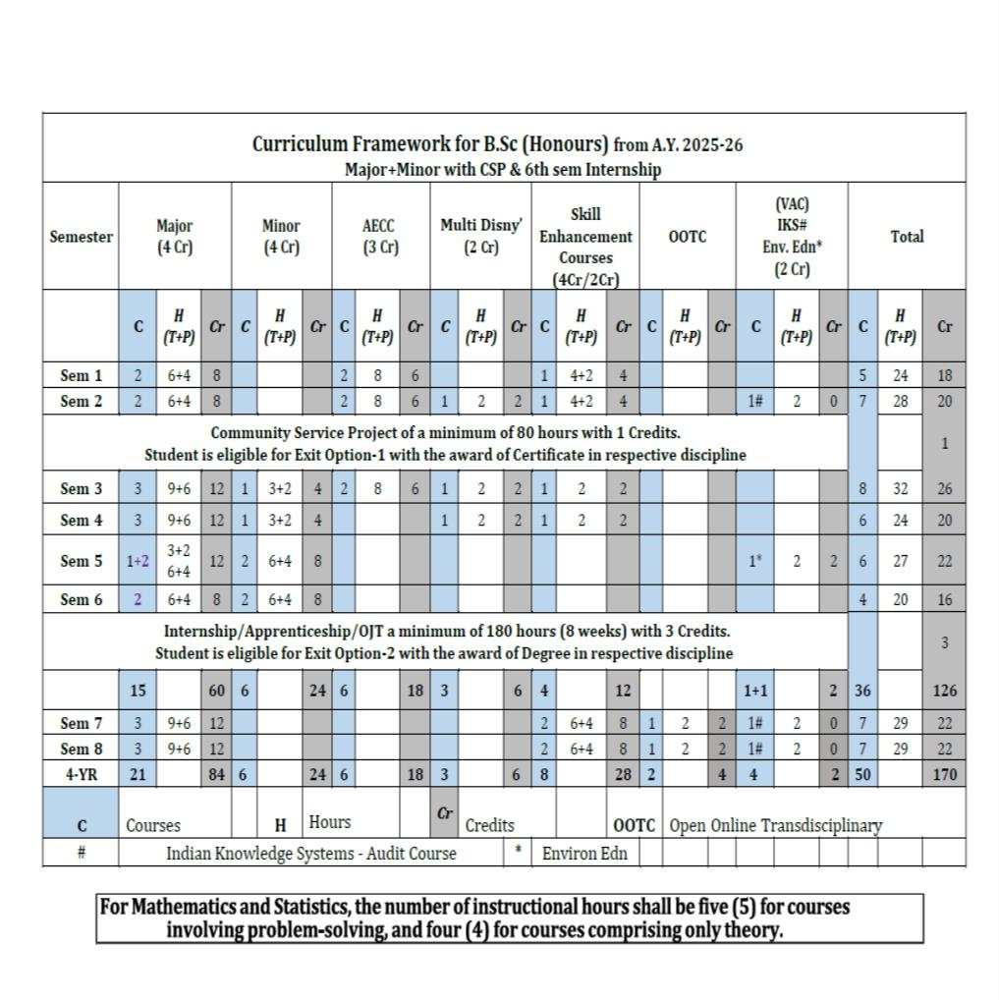 Curriculum Framework for B.Sc (Honours) from A.Y. 2025-26
Major+Minor with CSP & 6th sem Internship
Semester Major (4 Cr) Minor (4 Cr) AECC (3 Cr) Multi Disny' (2 Cr) Skill Enhancement Courses (4Cr/2Cr) OOTC (VAC) IKS# Env. Edn* (2 Cr) Total
C H (T+P) Cr C H (T+P) Cr C H (T+P) Cr C H (T+P) Cr C H (T+P) Cr C H (T+P) Cr C H (T+P) Cr C H (T+P) Cr
Sem 1 2 6+4 8 2 8 6 1 4+2 4 5 24 18
Sem 2 2 6+4 8 2 8 6 1 2 2 1 4+2 4 1# 2 0 7 28 20
Community Service Project of a minimum of 80 hours with 1 Credits.
Student is eligible for Exit Option-1 with the award of Certificate in respective discipline
1
Sem 3 3 9+6 12 1 3+2 4 2 8 6 1 2 2 1 2 2 8 32 26
Sem 4 3 9+6 12 1 3+2 4 1 2 2 1 2 2 6 24 20
Sem 5 1+2 3+2 6+4 12 2 6+4 8 1* 2 2 6 27 22
Sem 6 2 6+4 8 2 6+4 8 4 20 16
Internship/Apprenticeship/OJT a minimum of 180 hours (8 weeks) with 3 Credits.
Student is eligible for Exit Option-2 with the award of Degree in respective discipline
3
15 60 6 24 6 18 3 6 4 12 1+1 2 36 126
Sem 7 3 9+6 12 2 6+4 8 1 2 2 1# 2 0 7 29 22
Sem 8 3 9+6 12 2 6+4 8 1 2 2 1# 2 0 7 29 22
4-YR 21 84 6 24 6 18 3 6 8 28 2 4 4 2 50 170
C Courses H Hours Cr Credits OOTC Open Online Transdisciplinary
# Indian Knowledge Systems - Audit Course * Environ Edn
For Mathematics and Statistics, the number of instructional hours shall be five (5) for courses
involving problem-solving, and four (4) for courses comprising only theory.